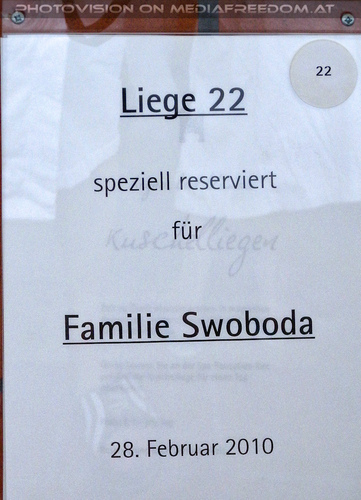 PHOTOVISION ON MEDIAFREEDOM.AT
22
Liege 22
speziell reserviert
für
Kuschelliegen
Familie Swoboda
28. Februar 2010